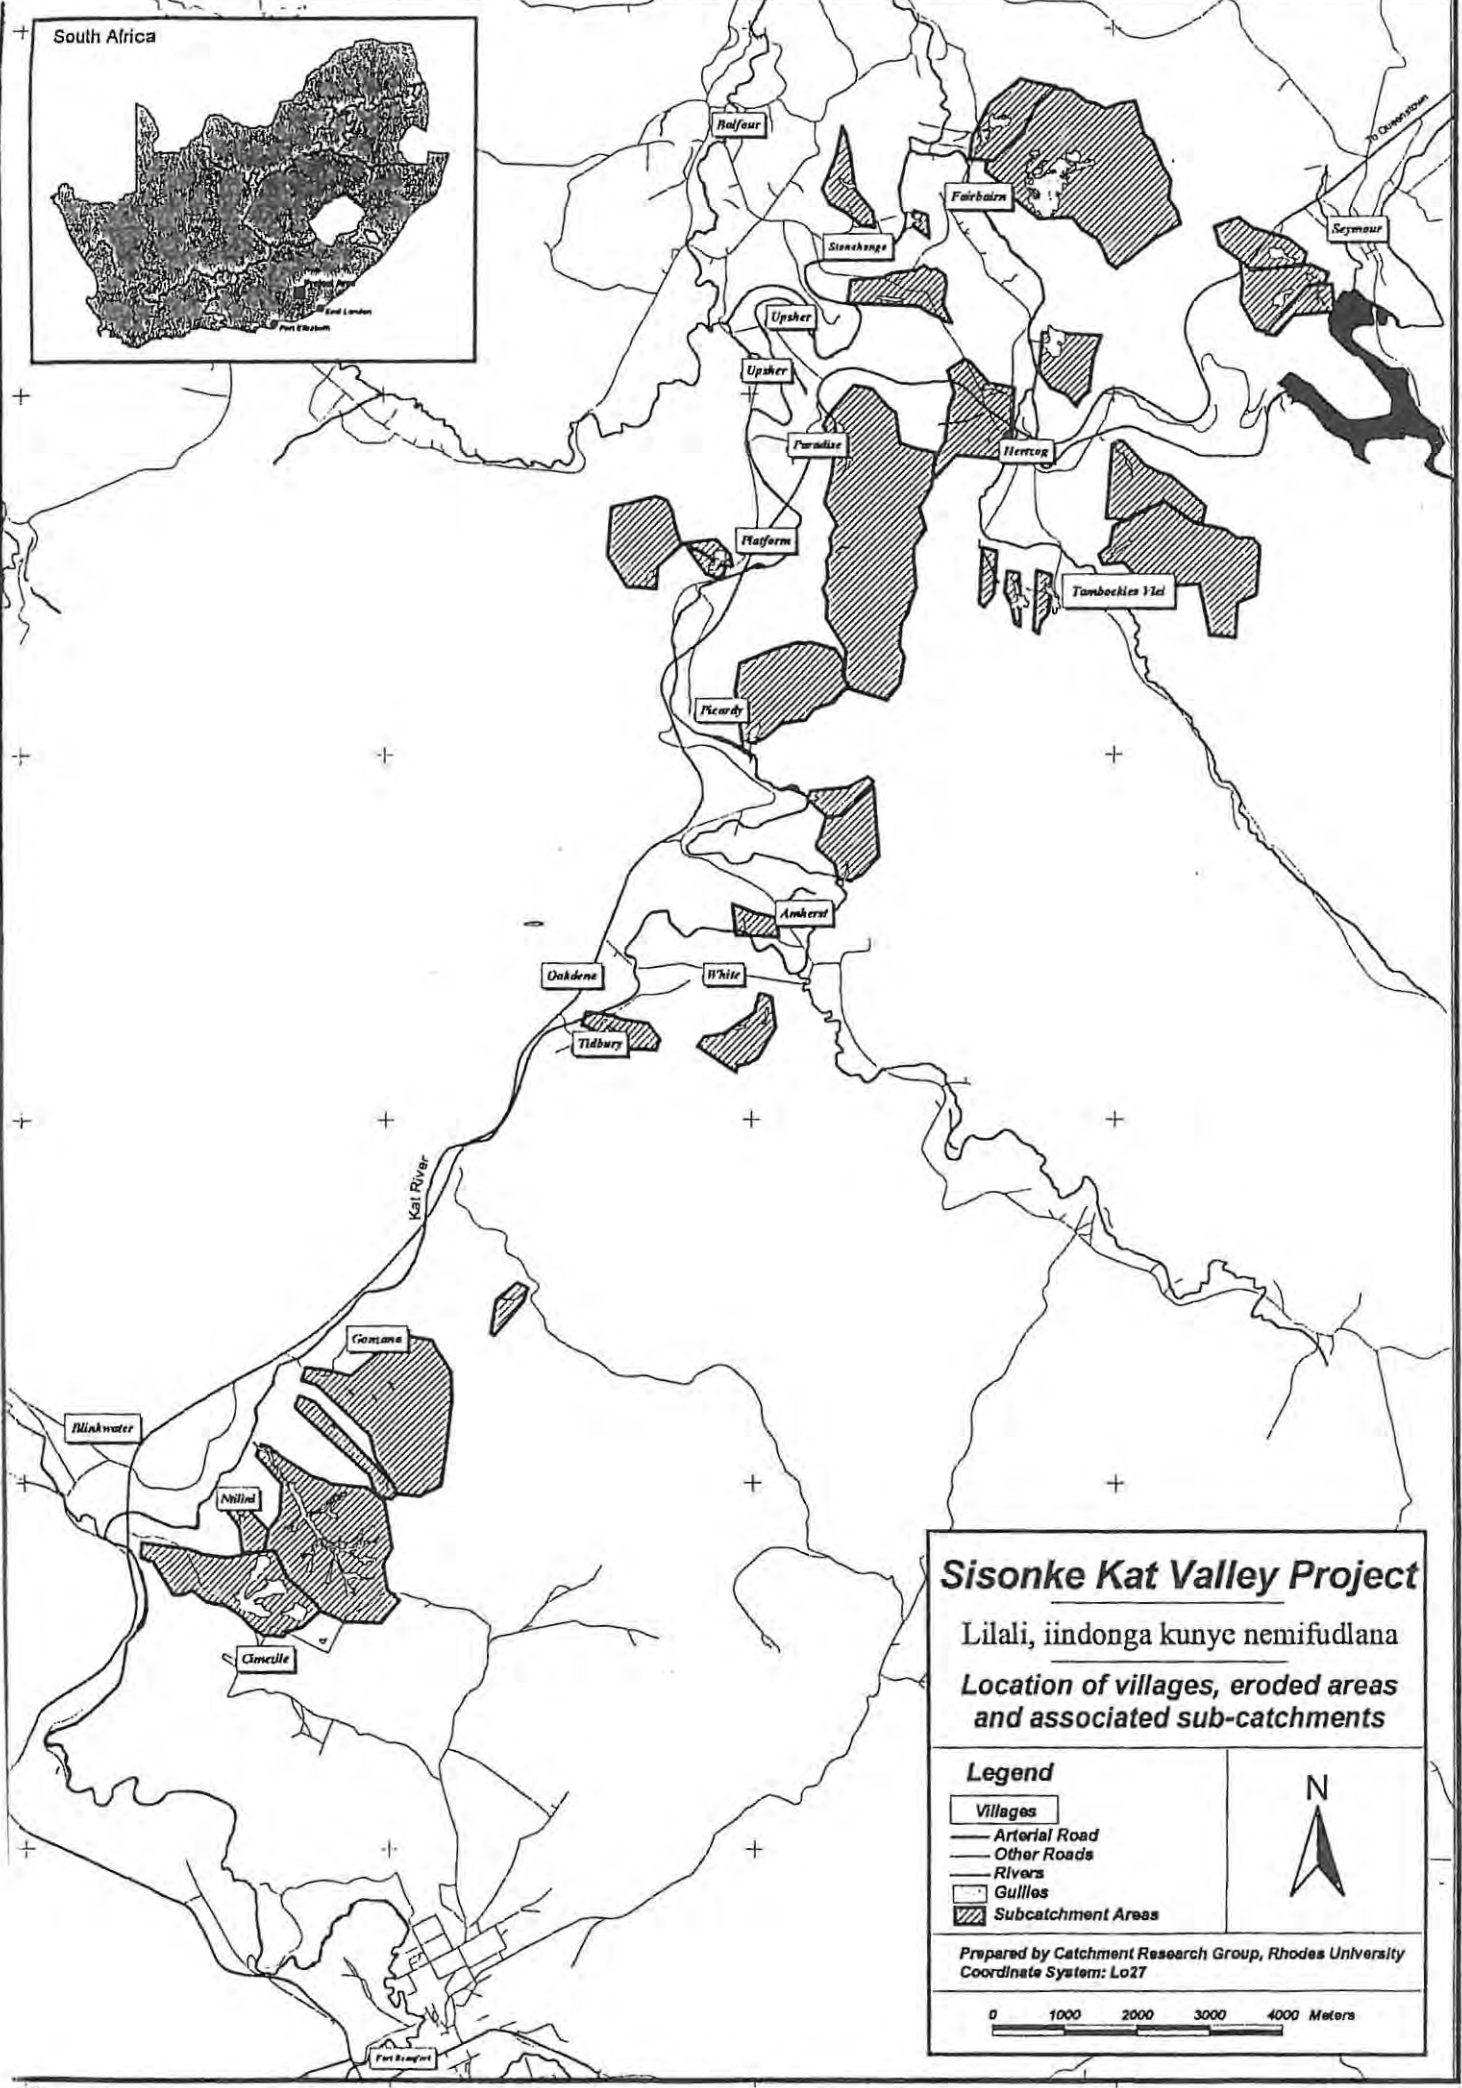 South Africa
East London
Port Elizabeth
To Queenstown
Balfour
Fairbairn
Seymour
Stonehenge
Upsher
Upsher
Paradise
Hertzog
Platform
Tambookies Vlei
Picardy
Amherst
Oakdene
White
Tidbury
Kat River
Gomana
Blinkwater
Ntilini
Fort Beaufort
Sisonke Kat Valley Project
Lilali, iindonga kunye nemifudlana
Location of villages, eroded areas
and associated sub-catchments
Legend
N
Villages
Arterial Road
Other Roads
Rivers
Gullies
Subcatchment Areas
Prepared by Catchment Research Group, Rhodes University
Coordinate System: Lo27
0 1000 2000 3000 4000 Meters